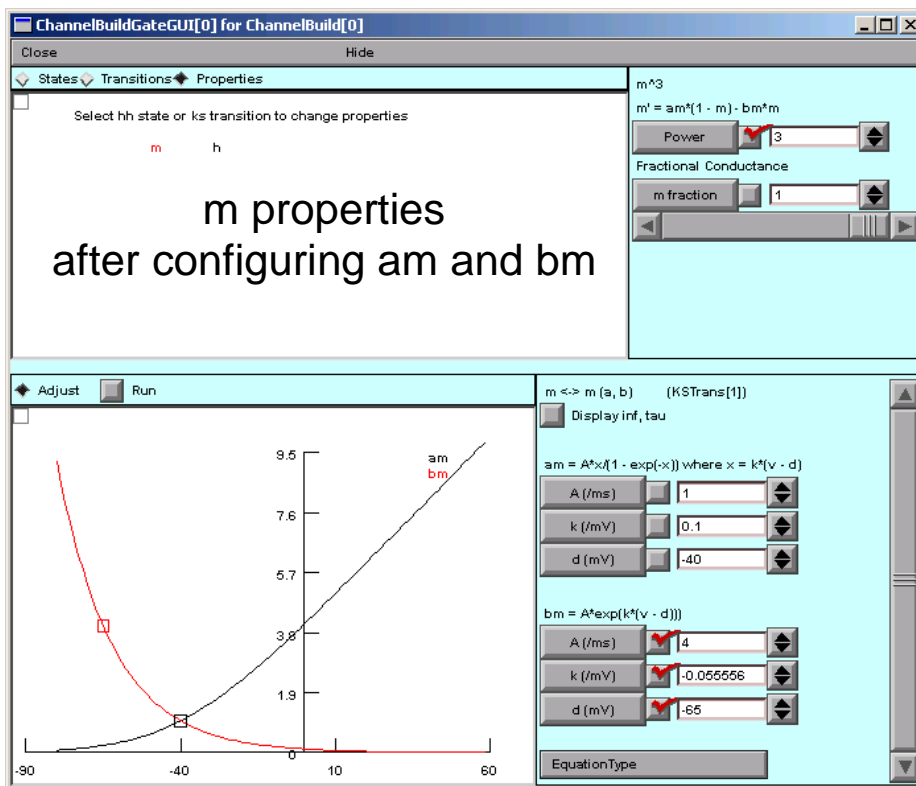 ChannelBuildGateGUI[0] for ChannelBuild[0]
Close Hide
States Transitions Properties
Select hh state or ks transition to change properties
m h
m properties
after configuring am and bm
m^3
m' = am*(1 - m) - bm*m
Power 3
Fractional Conductance
m fraction 1
Adjust Run
9.5
7.6
5.7
3.8
1.9
0
-90 -40 10 60
am
bm
m <-> m (a, b) (KSTrans[1])
Display inf, tau
am = A*x/(1 - exp(-x)) where x = k*(v - d)
A (/ms) 1
k (/mV) 0.1
d (mV) -40
bm = A*exp(k*(v - d)))
A (/ms) 4
k (/mV) -0.055556
d (mV) -65
EquationType